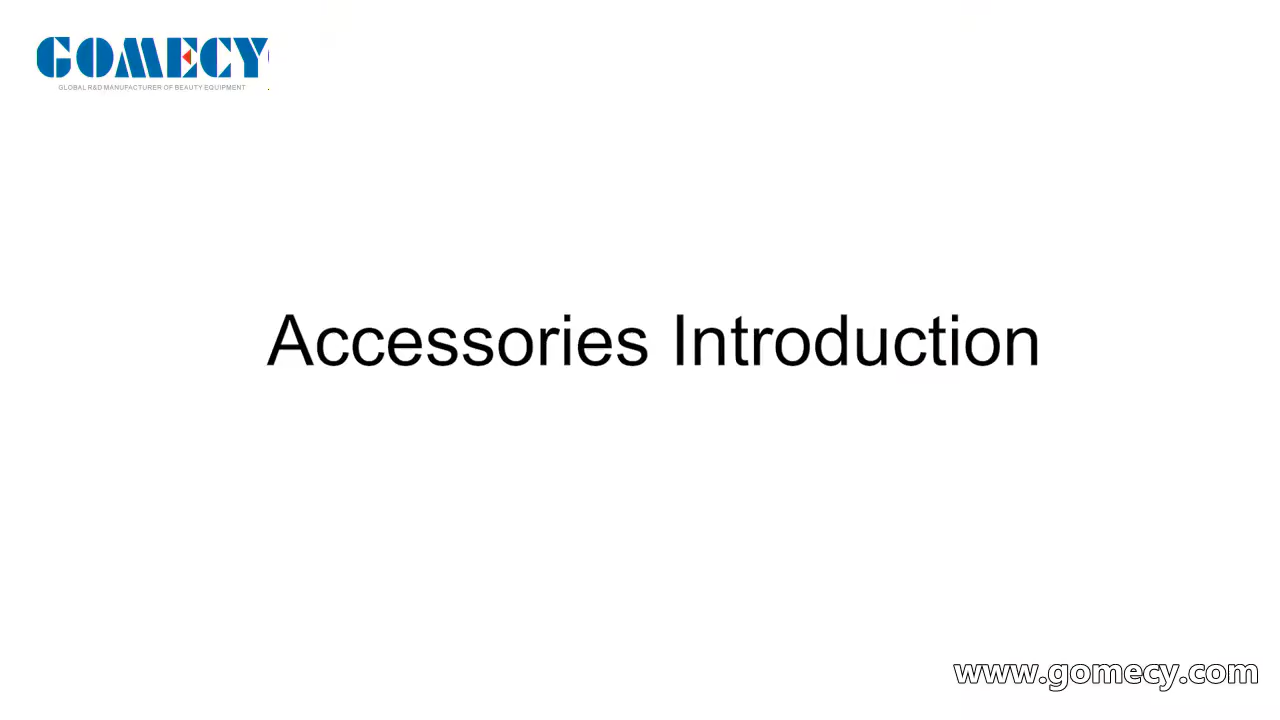 GOMECY
GLOBAL R&D MANUFACTURER OF BEAUTY EQUIPMENT
Accessories Introduction
www.gomecy.com